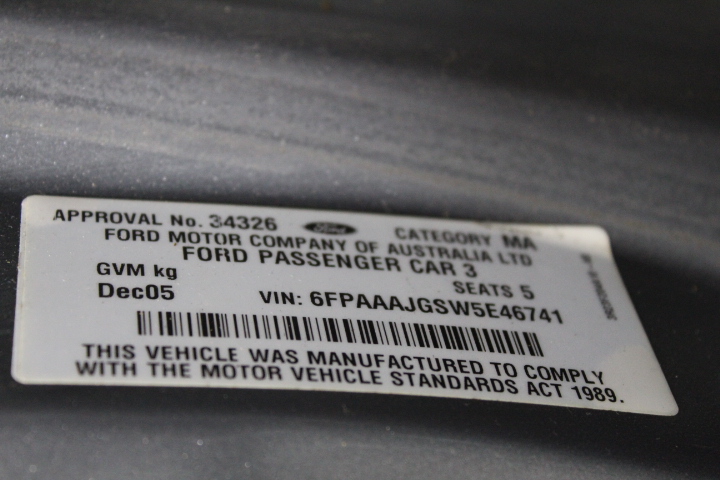 APPROVAL No. 34326 Ford CATEGORY MA
FORD MOTOR COMPANY OF AUSTRALIA LTD
FORD PASSENGER CAR 3
GVM kg SEATS 5
Dec05 VIN: 6FPAAAJGSW5E46741
THIS VEHICLE WAS MANUFACTURED TO COMPLY
WITH THE MOTOR VEHICLE STANDARDS ACT 1989.